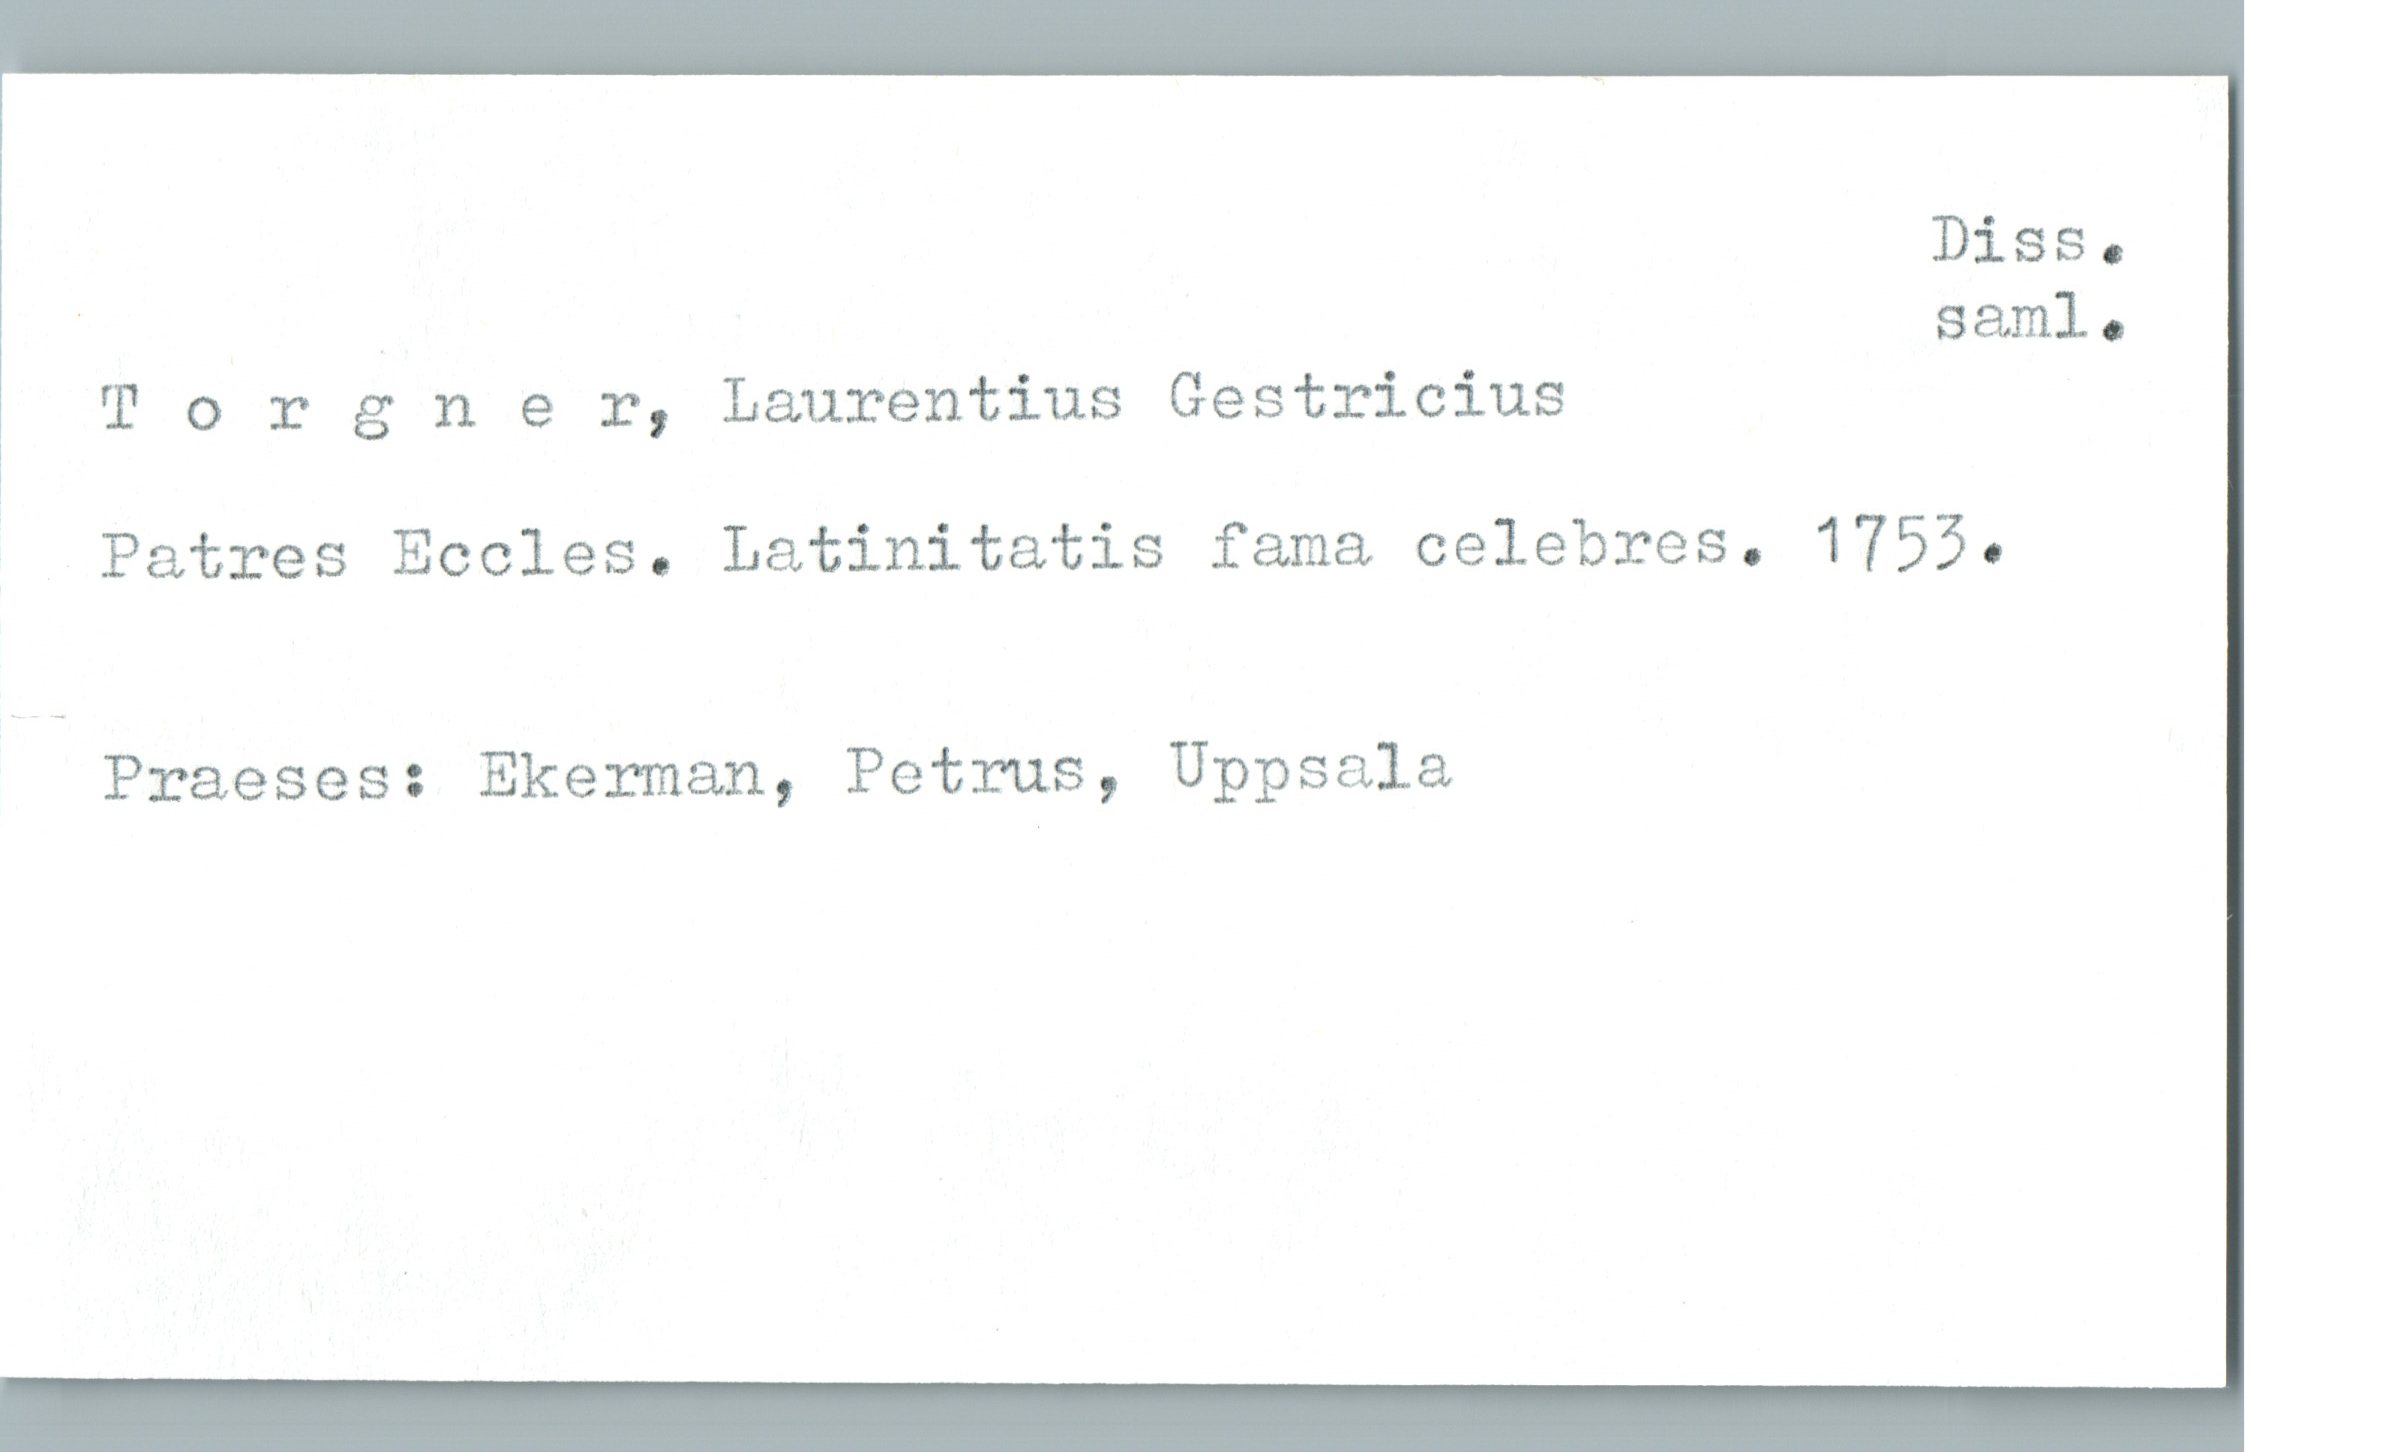 Diss.
saml.
T o r g n e r, Laurentius Gestricius
Patres Eccles. Latinitatis fama celebres. 1753.
Praeses: Ekerman, Petrus, Uppsala